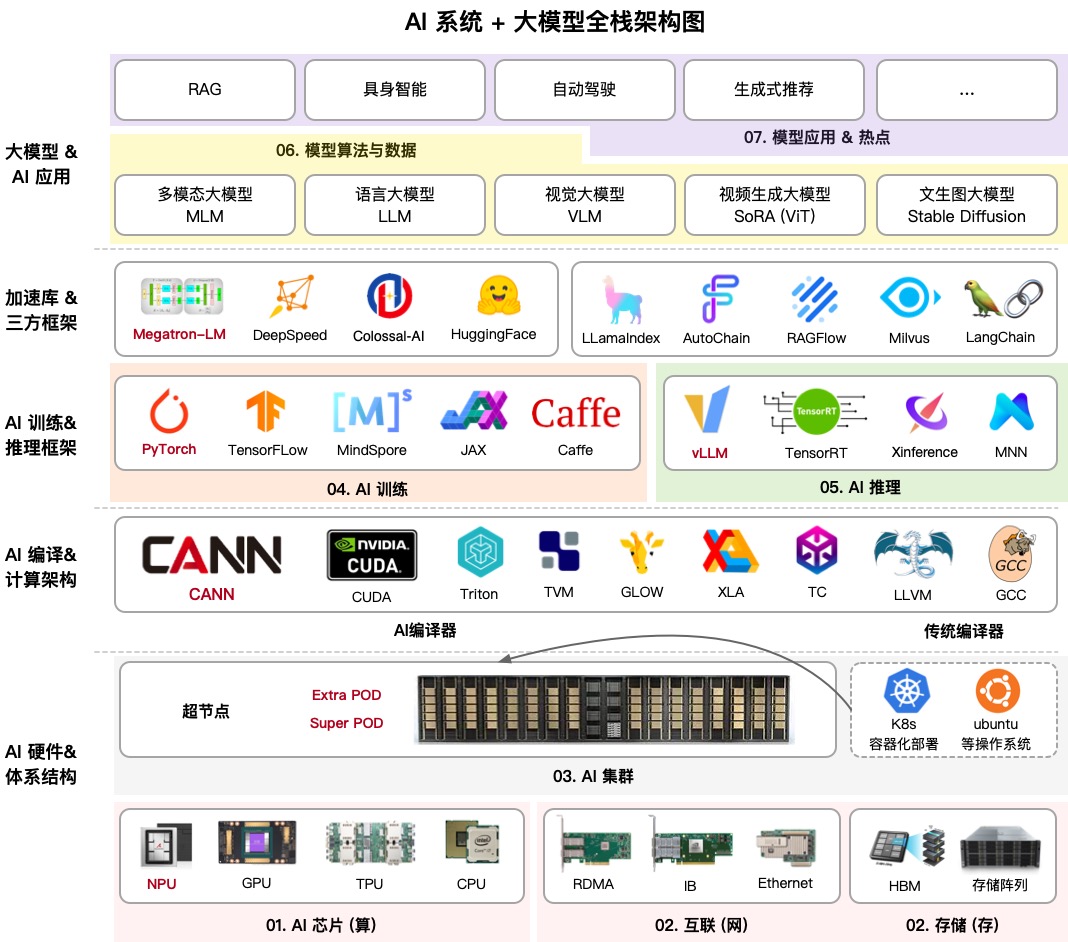 AI 系统 + 大模型全栈架构图
大模型 &
AI 应用
RAG
具身智能
自动驾驶
生成式推荐
...
07. 模型应用 & 热点
06. 模型算法与数据
多模态大模型
MLM
语言大模型
LLM
视觉大模型
VLM
视频生成大模型
SoRA (ViT)
文生图大模型
Stable Diffusion
加速库 &
三方框架
Megatron-LM
DeepSpeed
Colossal-AI
HuggingFace
LLamaIndex
AutoChain
RAGFlow
Milvus
LangChain
AI 训练&
推理框架
PyTorch
TensorFLow
[M]s
MindSpore
JAX
JAX
Caffe
Caffe
04. AI 训练
vLLM
TensorRT
TensorRT
Xinference
MNN
05. AI 推理
AI 编译&
计算架构
CANN
CANN
NVIDIA.
CUDA.
CUDA
Triton
TVM
GLOW
XLA
XLA
TC
LLVM
GCC
GCC
AI编译器
传统编译器
AI 硬件&
体系结构
超节点
Extra POD
Super POD
K8s
容器化部署
ubuntu
等操作系统
03. AI 集群
NPU
GPU
TPU
intel
CPU
01. AI 芯片 (算)
RDMA
IB
Ethernet
02. 互联 (网)
HBM
存储阵列
02. 存储 (存)